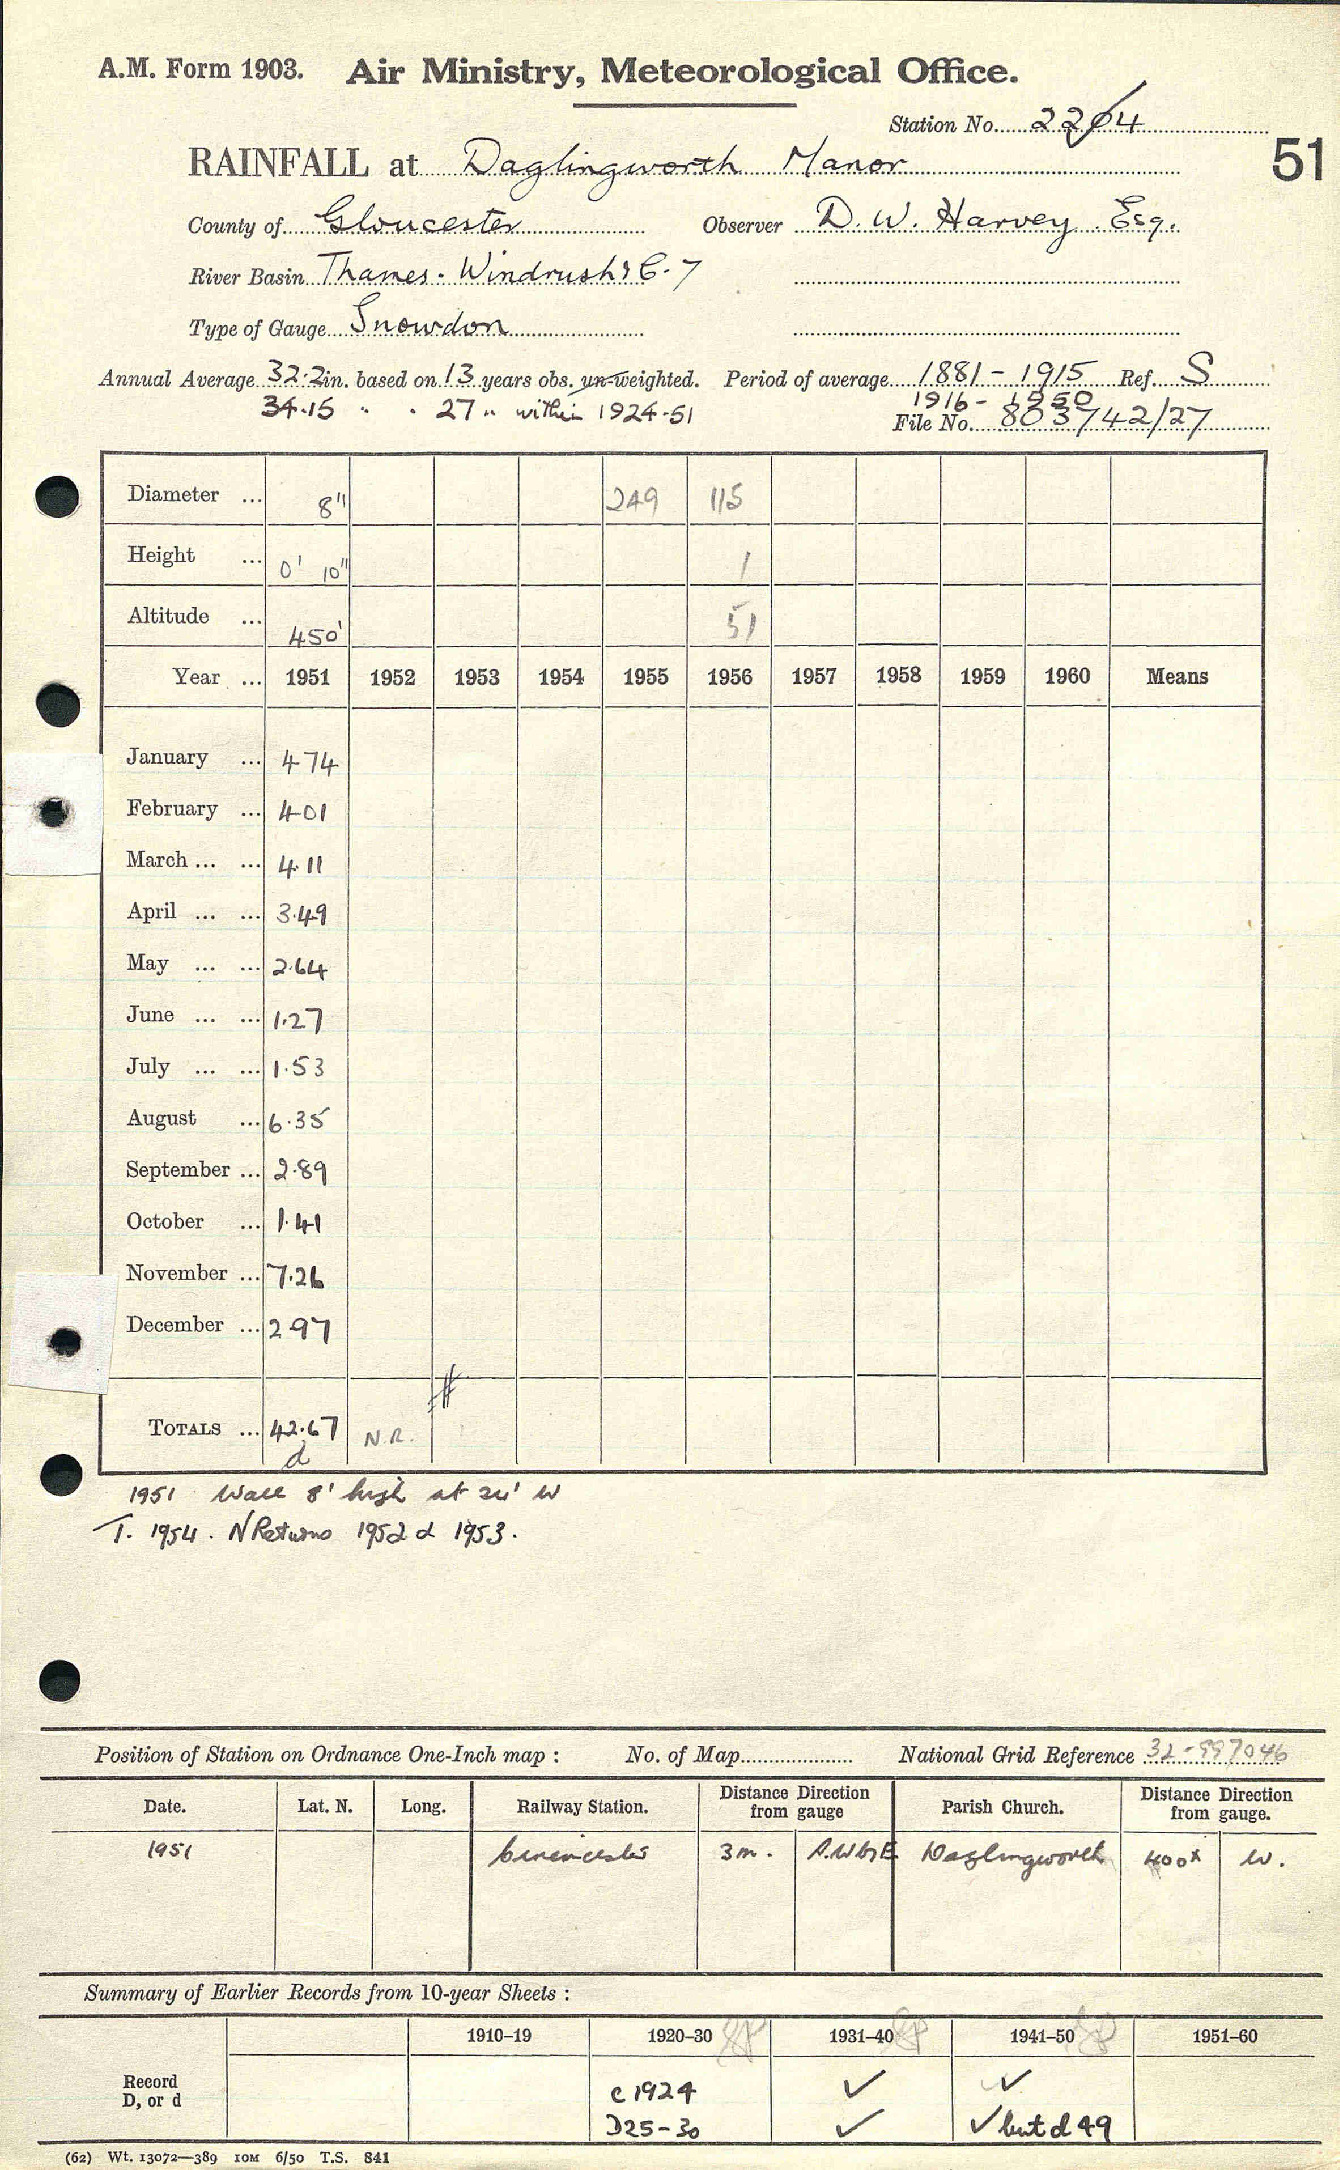 A.M. Form 1903. Air Ministry, Meteorological Office.
Station No. 2204
51
RAINFALL at Daglingworth Manor
County of Gloucester Observer D. W. Harvey Esq.
River Basin Thames. Windrush & C. 7
Type of Gauge Snowdon
Annual Average 32.2 in. based on 13 years obs. un-weighted. Period of average 1881 - 1915 Ref. S
34.15 " " 27 " within 1924-51 1916 - 1950
File No. 803742/27
Diameter ... 8" 249 115
Height ... 0' 10" 1
Altitude ... 450' 51
Year ... 1951 1952 1953 1954 1955 1956 1957 1958 1959 1960 Means
January ... 4.74
February ... 4.01
March ... ... 4.11
April ... ... 3.49
May ... ... 2.64
June ... ... 1.27
July ... ... 1.53
August ... 6.35
September ... 2.89
October ... 1.41
November ... 7.26
December ... 2.97
TOTALS ... 42.67 N.R.
d
1951 Wall 8' high at 24' W
T. 1954. N Returns 1952 d 1953.
Position of Station on Ordnance One-Inch map : No. of Map National Grid Reference 32-997046
Date. Lat. N. Long. Railway Station. Distance Direction from gauge Parish Church. Distance Direction from gauge.
1951 Cirencester 3m. S.W by E Daglingworth 400x W.
Summary of Earlier Records from 10-year Sheets :
1910–19 1920–30 1931–40 1941–50 1951–60
Record c 1924 ✓ ✓
D, or d D25-30 ✓ ✓ but d 49
(62) Wt. 13072—389 10M 6/50 T.S. 841